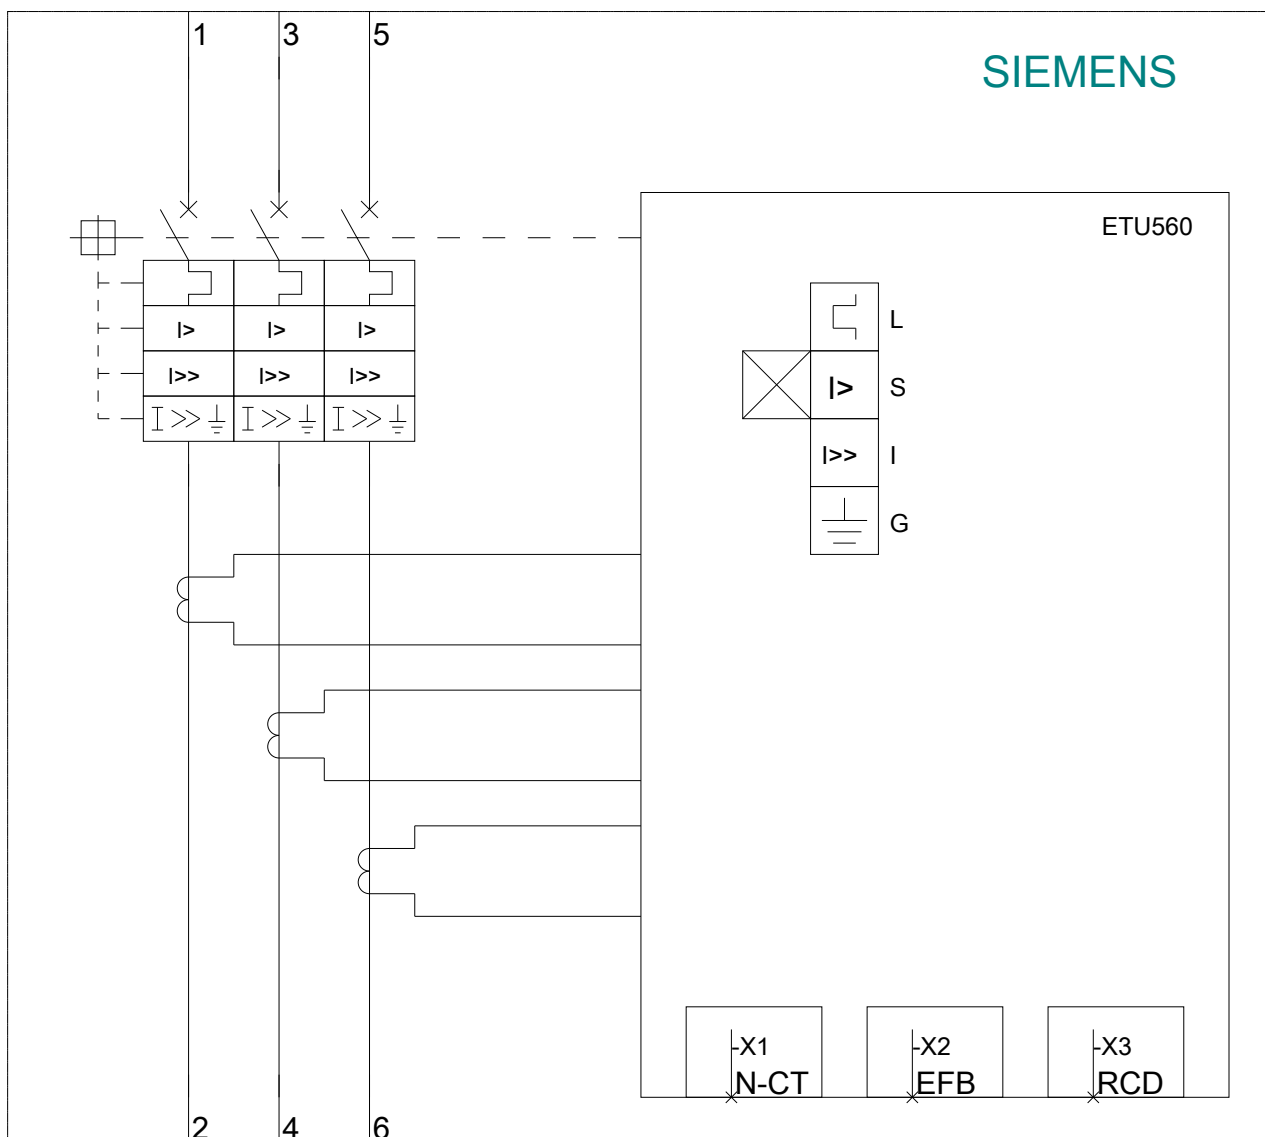 1 3 5
SIEMENS
ETU560
I> I> I>
I>> I>> I>>
I >> I >> I >>
L
I> S
I>> I
G
-X1 -X2 -X3
N-CT EFB RCD
2 4 6